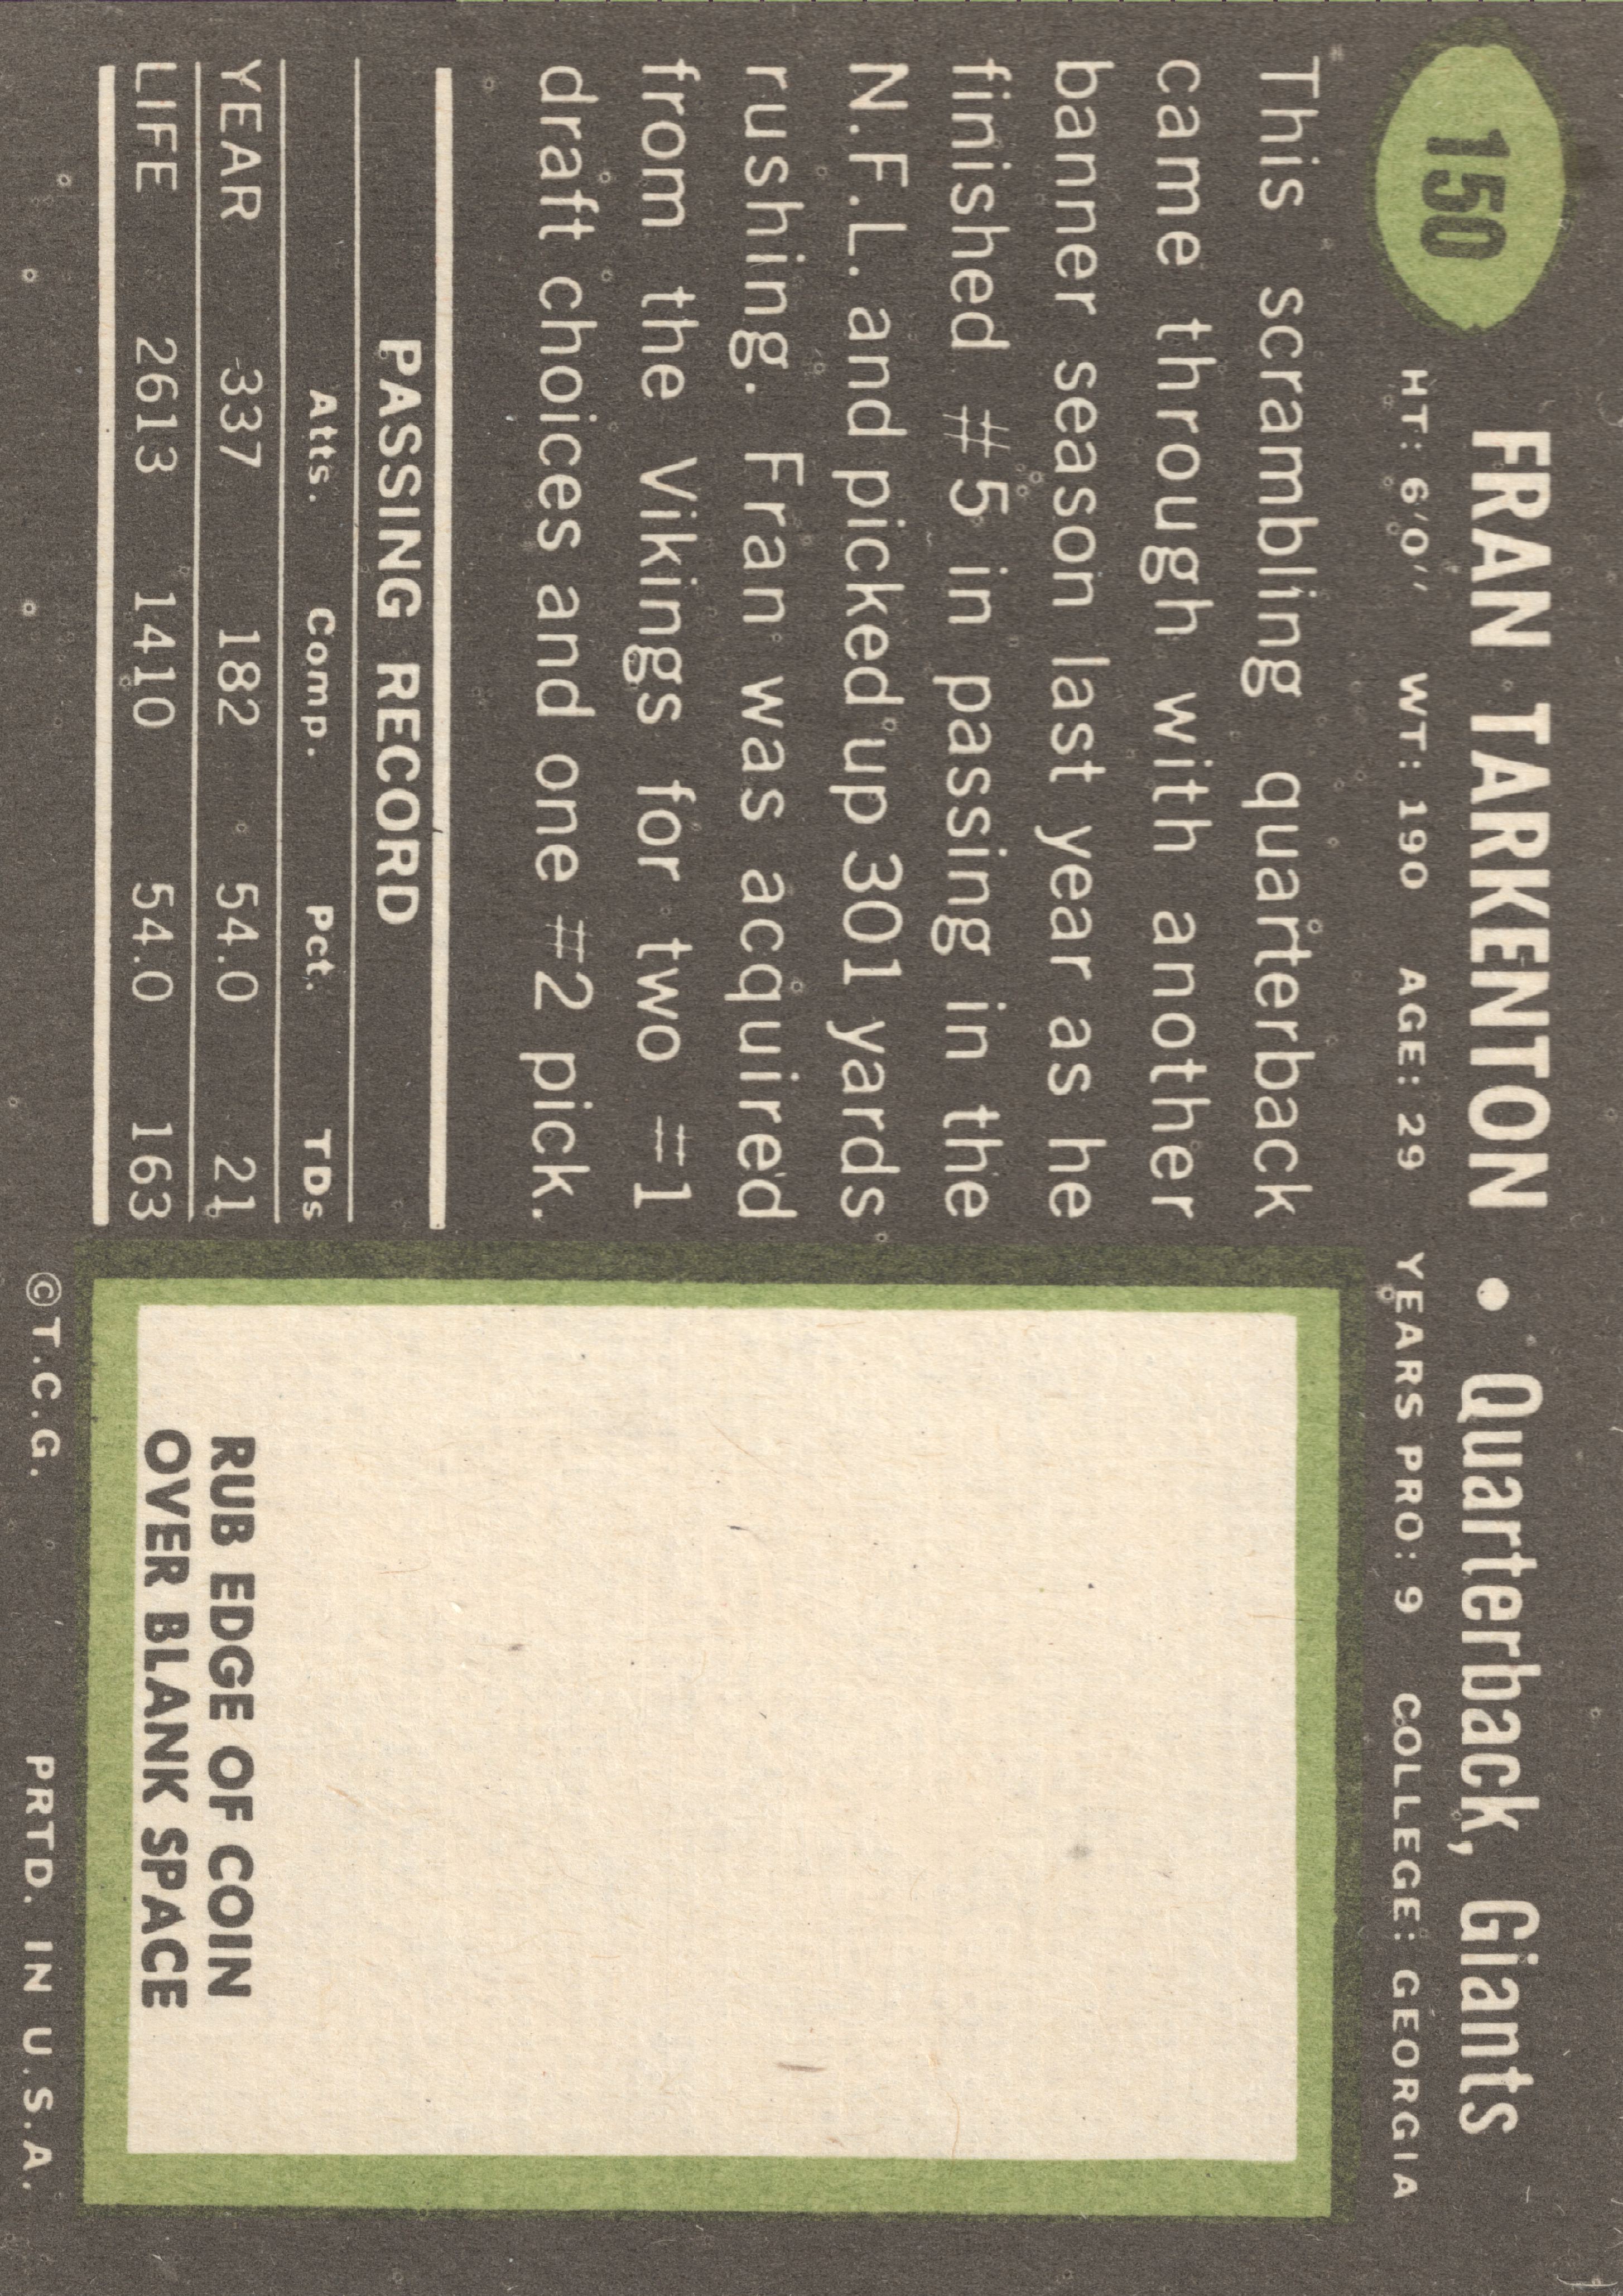 150
FRAN TARKENTON • Quarterback, Giants
HT: 6'0" WT: 190 AGE: 29 YEARS PRO: 9 COLLEGE: GEORGIA
This scrambling quarterback
came through with another
banner season last year as he
finished #5 in passing in the
N.F.L. and picked up 301 yards
rushing. Fran was acquired
from the Vikings for two #1
draft choices and one #2 pick.
PASSING RECORD
Atts. Comp. Pct. TDs
YEAR 337 182 54.0 21
LIFE 2613 1410 54.0 163
RUB EDGE OF COIN
OVER BLANK SPACE
©T.C.G. PRTD. IN U.S.A.